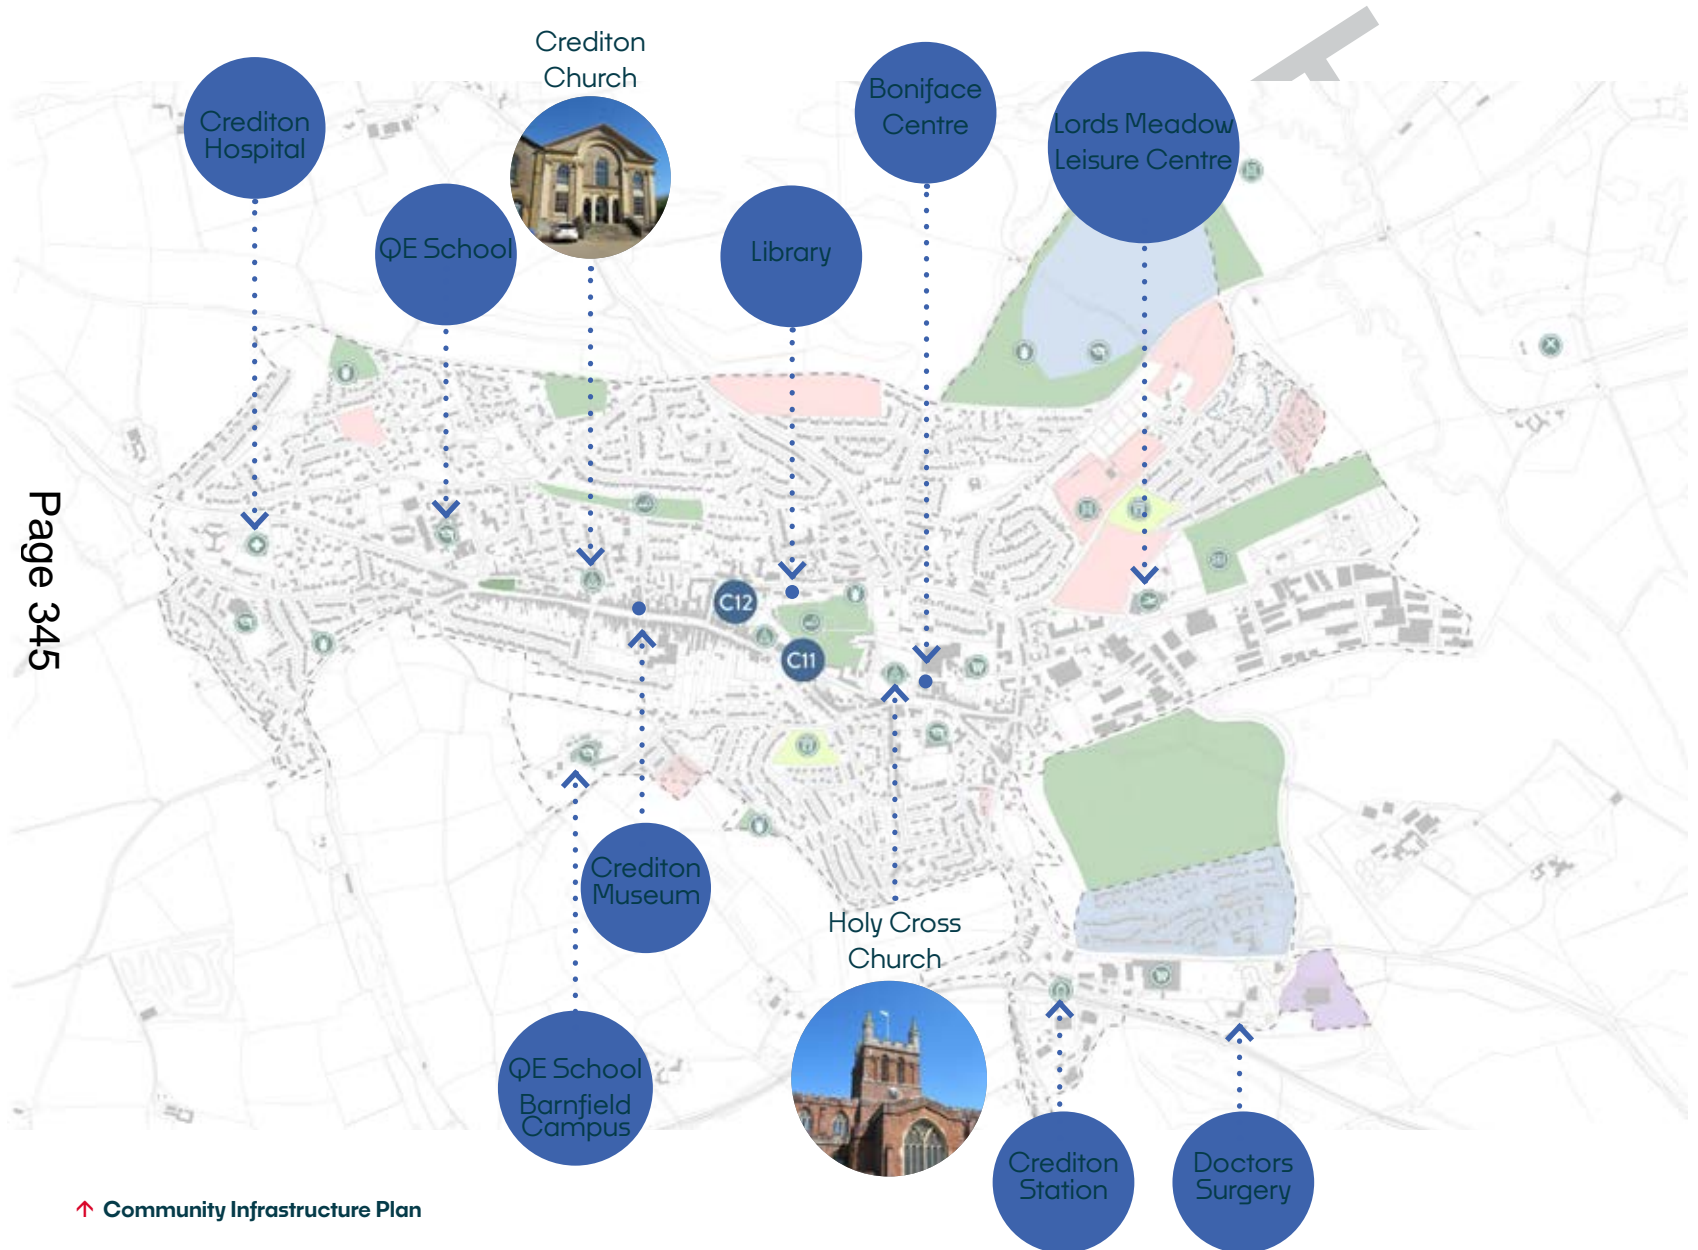 Crediton
Church
Crediton
Hospital
QE School
Library
Boniface
Centre
Lords Meadow
Leisure Centre
C12
C11
Page 345
Crediton
Museum
QE School
Barnfield
Campus
Holy Cross
Church
Crediton
Station
Doctors
Surgery
↑ Community Infrastructure Plan